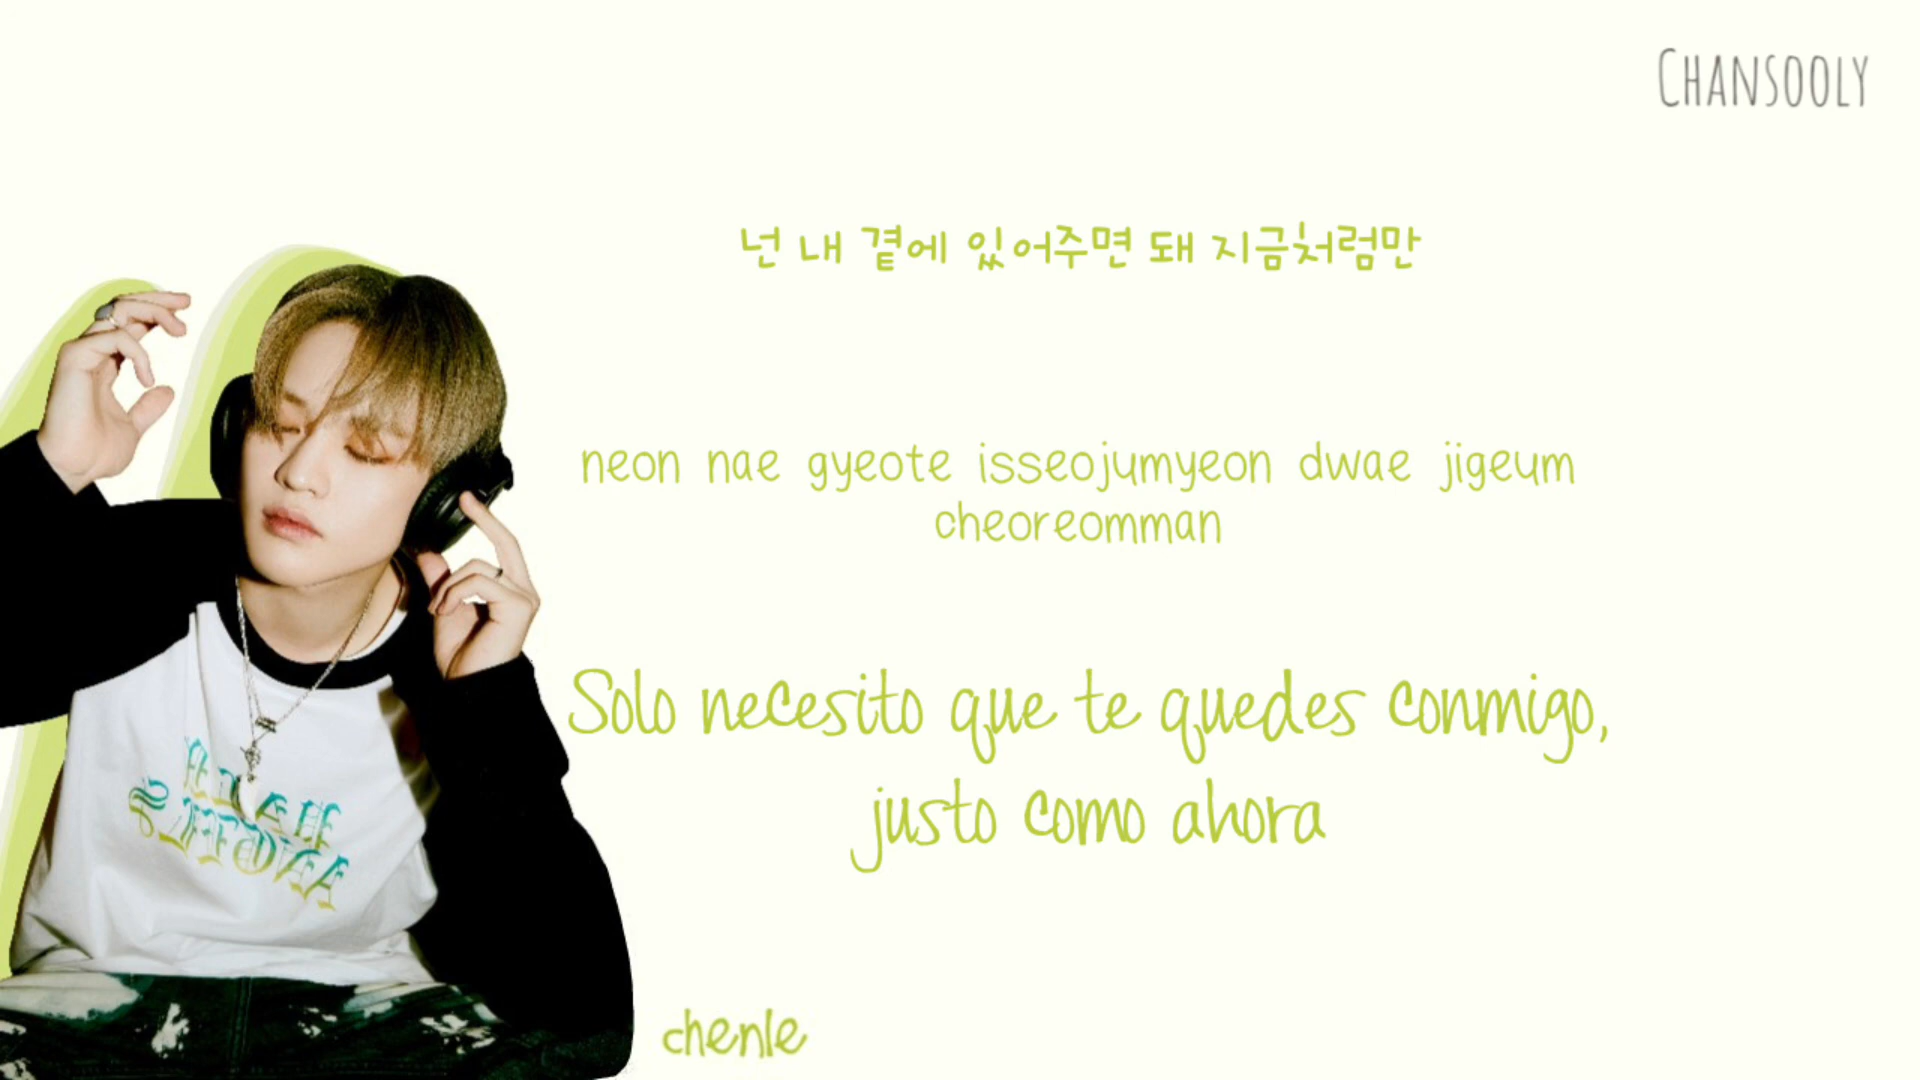 CHANSOOLY
넌 내 곁에 있어주면 돼 지금처럼만
neon nae gyeote isseojumyeon dwae jigeum
cheoreomman
Solo necesito que te quedes conmigo,
justo como ahora
chenle